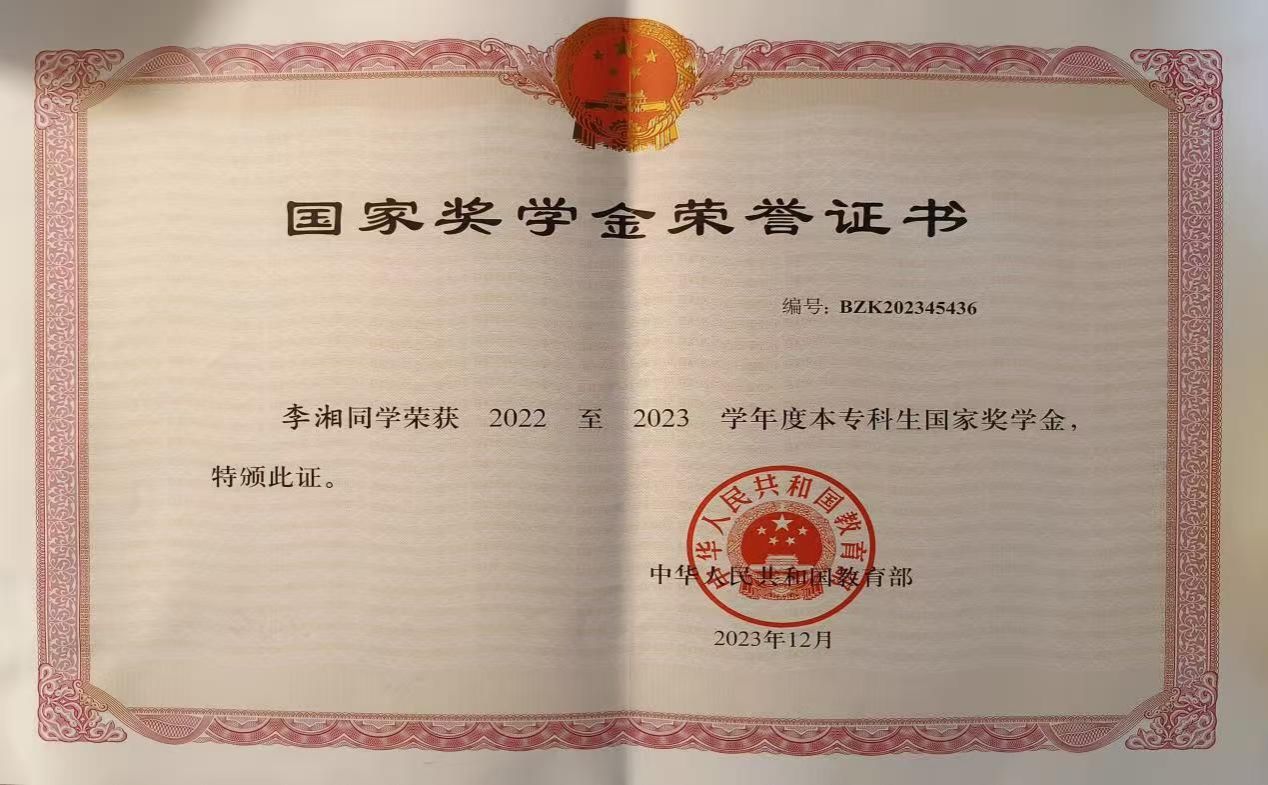 国家奖学金荣誉证书
编号：BZK202345436
李湘同学荣获 2022 至 2023 学年度本专科生国家奖学金，
特颁此证。
中华人民共和国教育部
中华人民共和国教育部
2023年12月